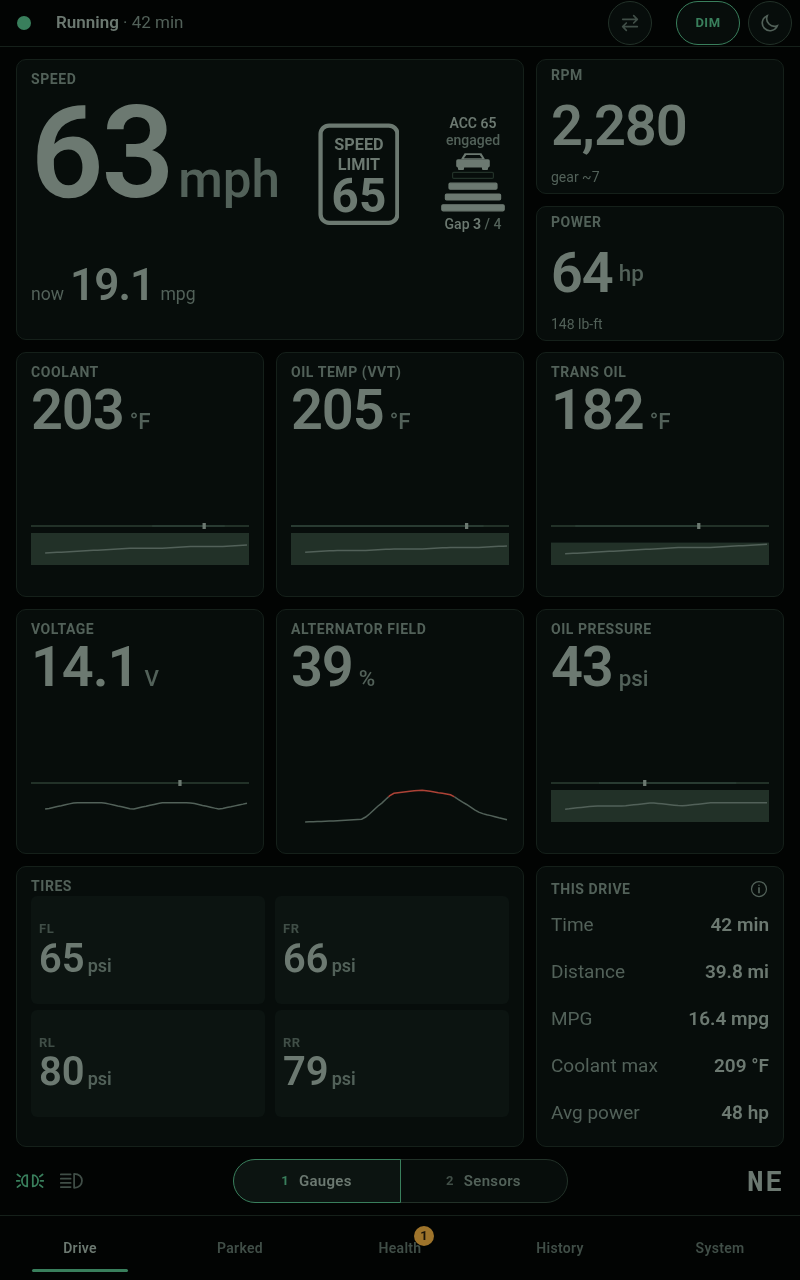 Running · 42 min
DIM
SPEED
63 mph
SPEED
LIMIT
65
ACC 65
engaged
Gap 3 / 4
now 19.1 mpg
RPM
2,280
gear ~7
POWER
64 hp
148 lb-ft
COOLANT
203 °F
OIL TEMP (VVT)
205 °F
TRANS OIL
182 °F
VOLTAGE
14.1 V
ALTERNATOR FIELD
39 %
OIL PRESSURE
43 psi
TIRES
FL
65 psi
FR
66 psi
RL
80 psi
RR
79 psi
THIS DRIVE
Time 42 min
Distance 39.8 mi
MPG 16.4 mpg
Coolant max 209 °F
Avg power 48 hp
1 Gauges
2 Sensors
NE
Drive
Parked
Health 1
History
System